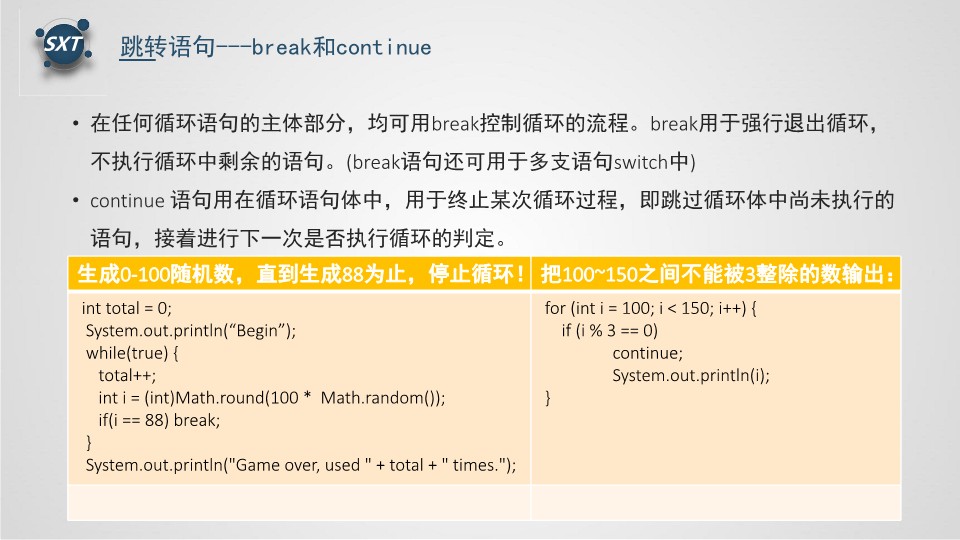 SXT
跳转语句---break和continue
• 在任何循环语句的主体部分，均可用break控制循环的流程。break用于强行退出循环，
不执行循环中剩余的语句。(break语句还可用于多支语句switch中)
• continue 语句用在循环语句体中，用于终止某次循环过程，即跳过循环体中尚未执行的
语句，接着进行下一次是否执行循环的判定。
生成0-100随机数，直到生成88为止，停止循环！
int total = 0;
System.out.println(“Begin”);
while(true) {
total++;
int i = (int)Math.round(100 * Math.random());
if(i == 88) break;
}
System.out.println("Game over, used " + total + " times.");
把100~150之间不能被3整除的数输出：
for (int i = 100; i < 150; i++) {
if (i % 3 == 0)
continue;
System.out.println(i);
}